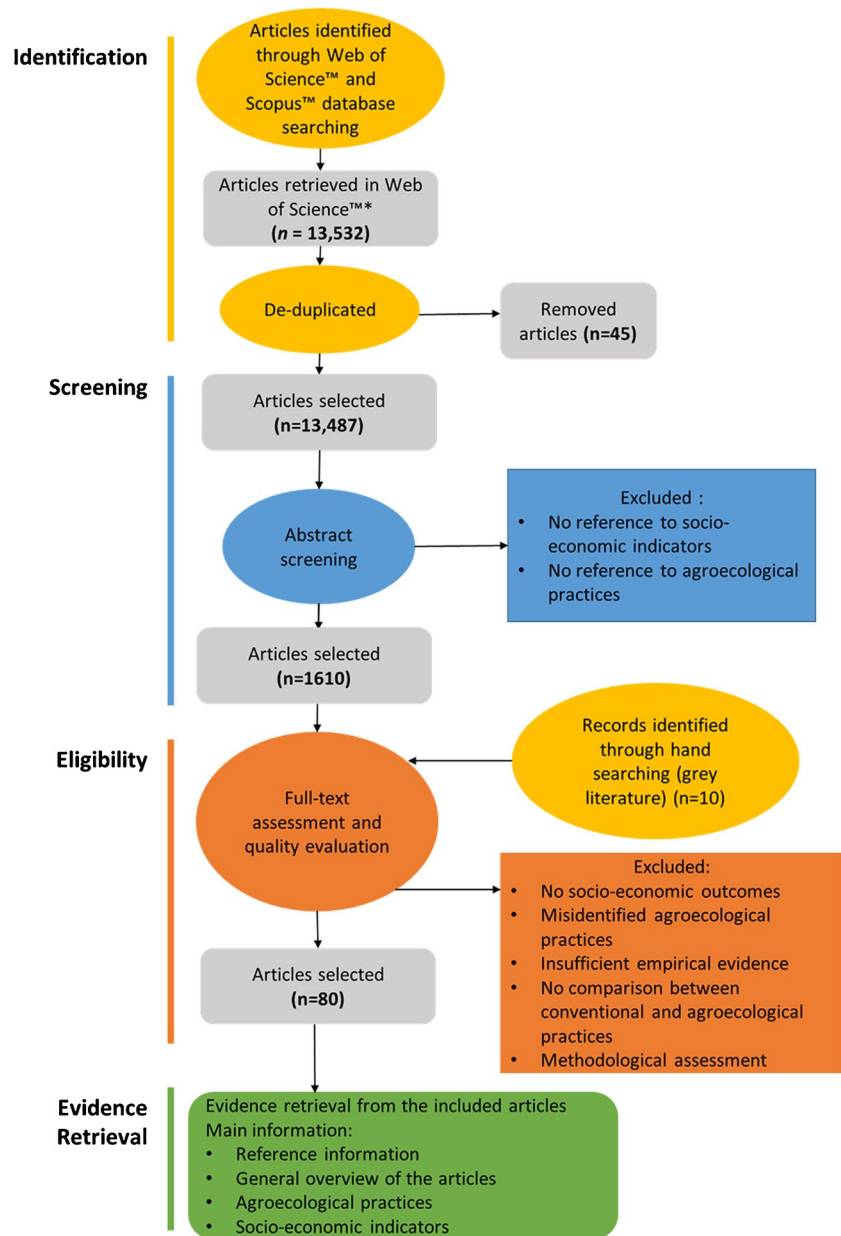 Identification
Articles identified
through Web of
Science™ and
Scopus™ database
searching
Articles retrieved in Web
of Science™*
(n = 13,532)
De-duplicated
Removed
articles (n=45)
Screening
Articles selected
(n=13,487)
Abstract
screening
Excluded :
• No reference to socio-
economic indicators
• No reference to agroecological
practices
Articles selected
(n=1610)
Eligibility
Records identified
through hand
searching (grey
literature) (n=10)
Full-text
assessment and
quality evaluation
Excluded:
• No socio-economic outcomes
• Misidentified agroecological
practices
• Insufficient empirical evidence
• No comparison between
conventional and agroecological
practices
• Methodological assessment
Articles selected
(n=80)
Evidence
Retrieval
Evidence retrieval from the included articles
Main information:
• Reference information
• General overview of the articles
• Agroecological practices
• Socio-economic indicators